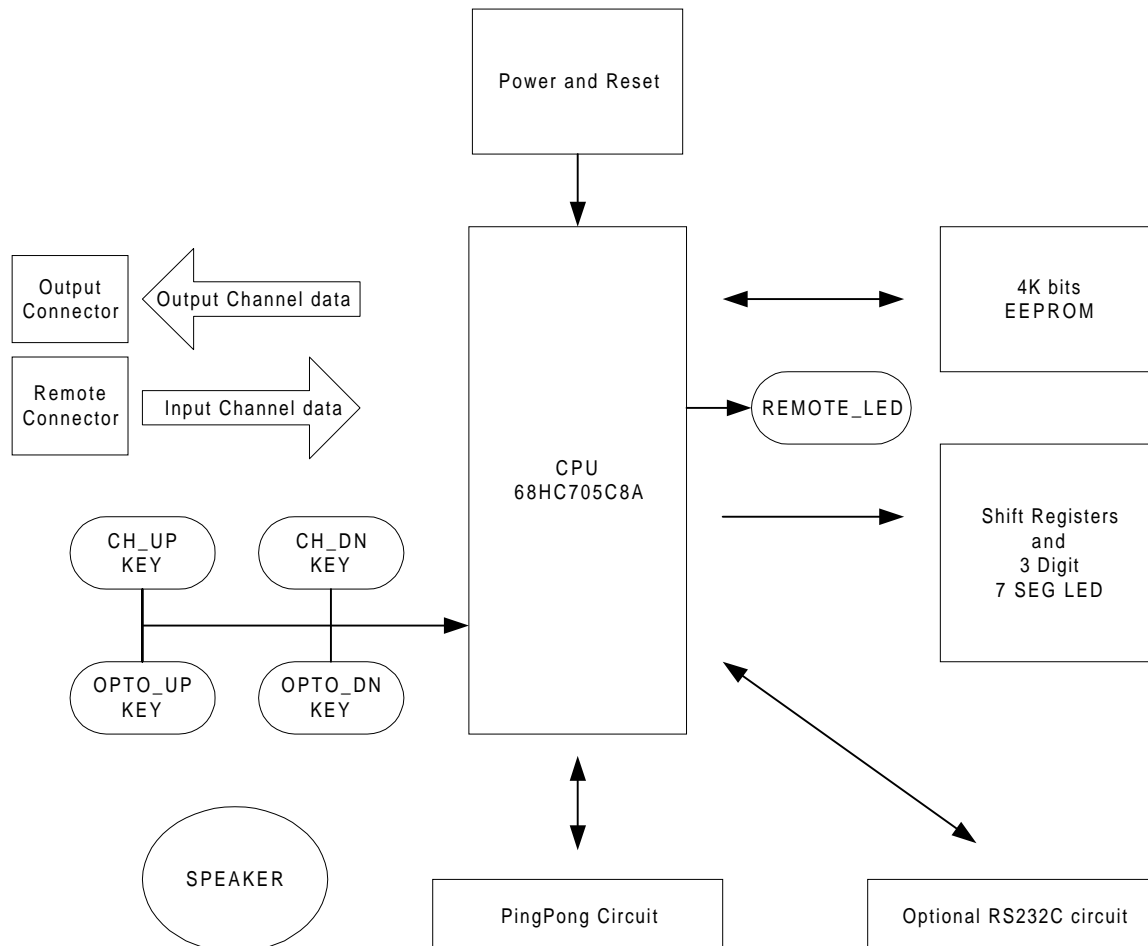 Power and Reset
Output
Connector
Output Channel data
4K bits
EEPROM
Remote
Connector
Input Channel data
REMOTE_LED
CPU
68HC705C8A
Shift Registers
and
3 Digit
7 SEG LED
CH_UP
KEY
CH_DN
KEY
OPTO_UP
KEY
OPTO_DN
KEY
SPEAKER
PingPong Circuit
Optional RS232C circuit